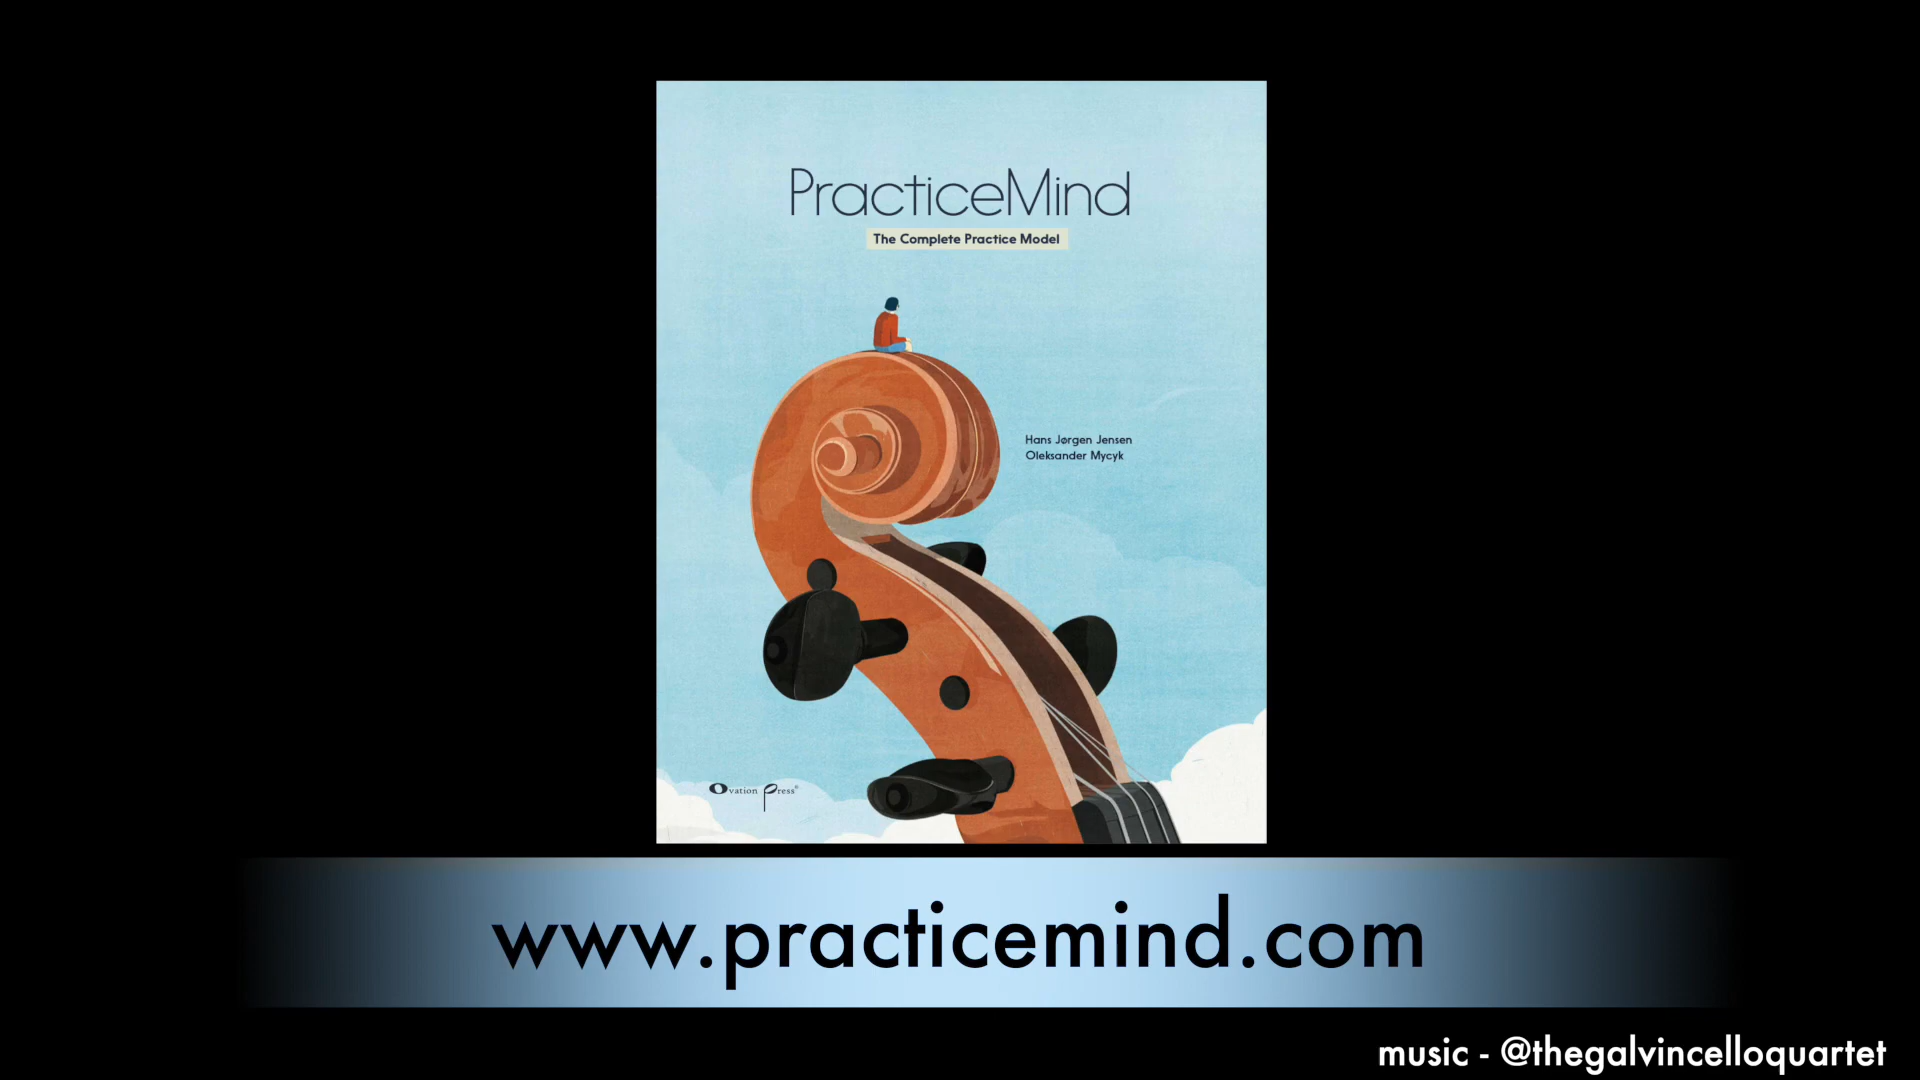 PracticeMind
The Complete Practice Model
Hans Jørgen Jensen
Oleksander Mycyk
Ovation Press®
www.practicemind.com
music - @thegalvincelloquartet